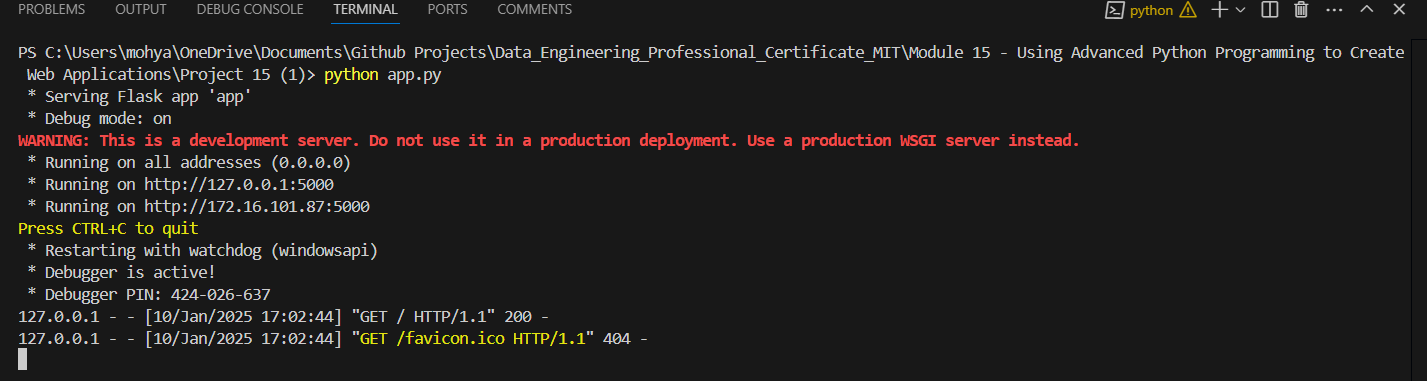 PROBLEMS OUTPUT DEBUG CONSOLE TERMINAL PORTS COMMENTS python
PS C:\Users\mohya\OneDrive\Documents\Github Projects\Data_Engineering_Professional_Certificate_MIT\Module 15 - Using Advanced Python Programming to Create
Web Applications\Project 15 (1)> python app.py
* Serving Flask app 'app'
* Debug mode: on
WARNING: This is a development server. Do not use it in a production deployment. Use a production WSGI server instead.
* Running on all addresses (0.0.0.0)
* Running on http://127.0.0.1:5000
* Running on http://172.16.101.87:5000
Press CTRL+C to quit
* Restarting with watchdog (windowsapi)
* Debugger is active!
* Debugger PIN: 424-026-637
127.0.0.1 - - [10/Jan/2025 17:02:44] "GET / HTTP/1.1" 200 -
127.0.0.1 - - [10/Jan/2025 17:02:44] "GET /favicon.ico HTTP/1.1" 404 -